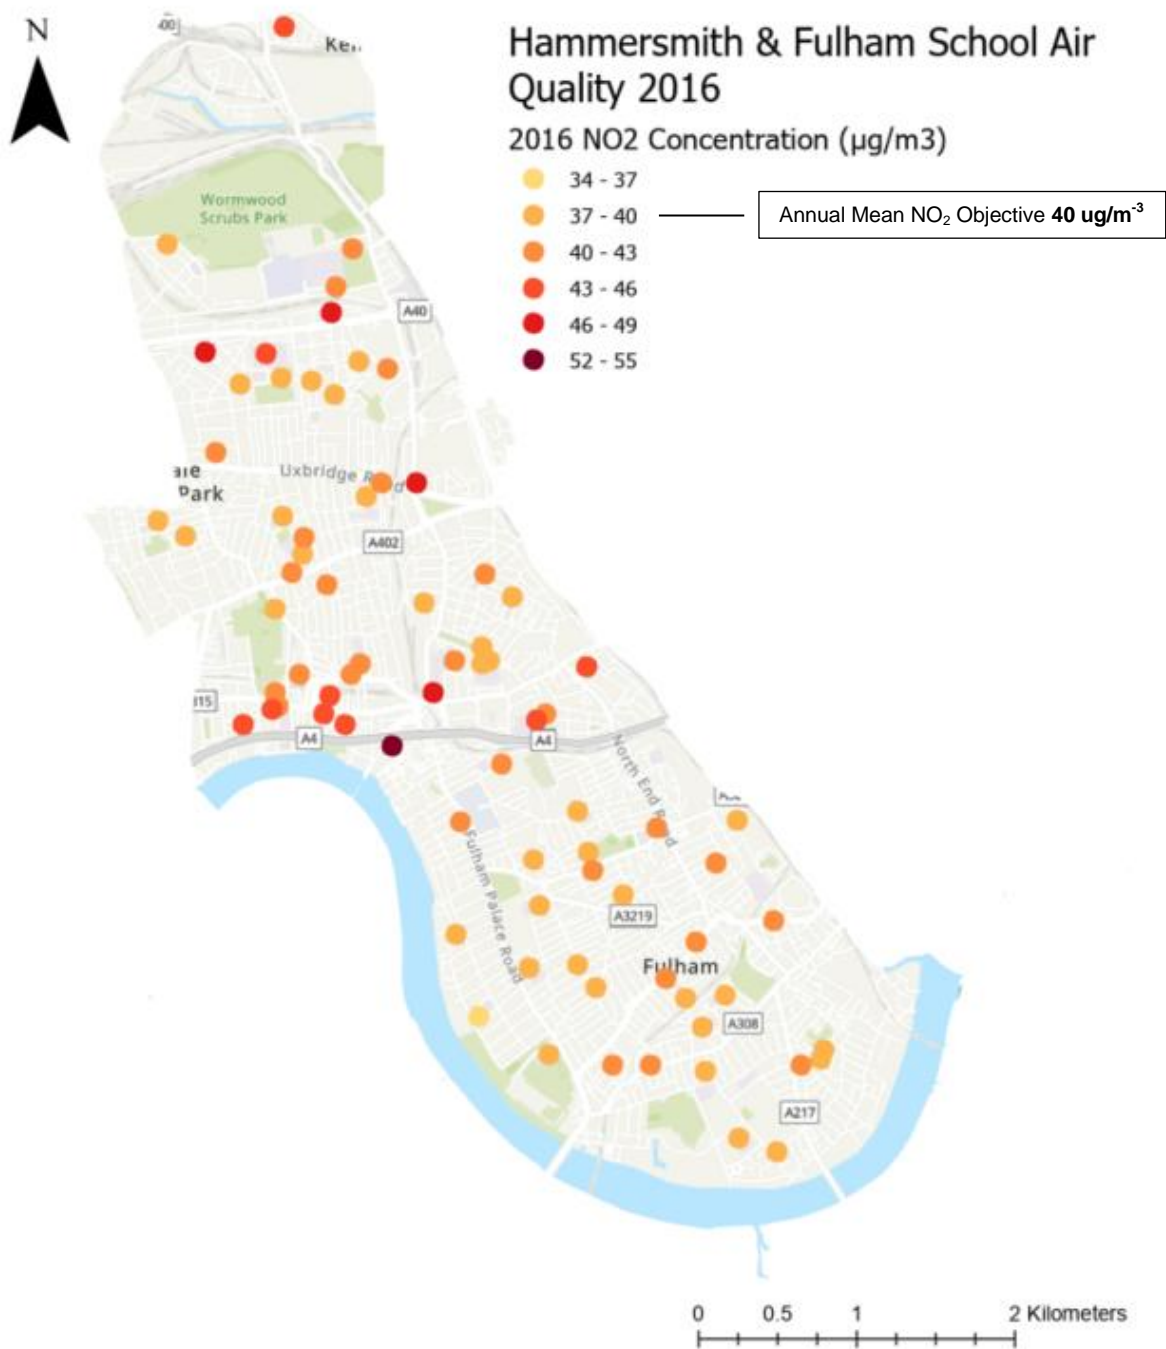 N
Hammersmith & Fulham School Air
Quality 2016
2016 NO2 Concentration (µg/m3)
34 - 37
37 - 40
Annual Mean NO₂ Objective 40 ug/m⁻³
40 - 43
43 - 46
46 - 49
52 - 55
Wormwood
Scrubs Park
A40
Uxbridge Road
Park
A402
A4
A4
North End Road
Fulham Palace Road
A3219
Fulham
A308
A217
0 0.5 1 2 Kilometers